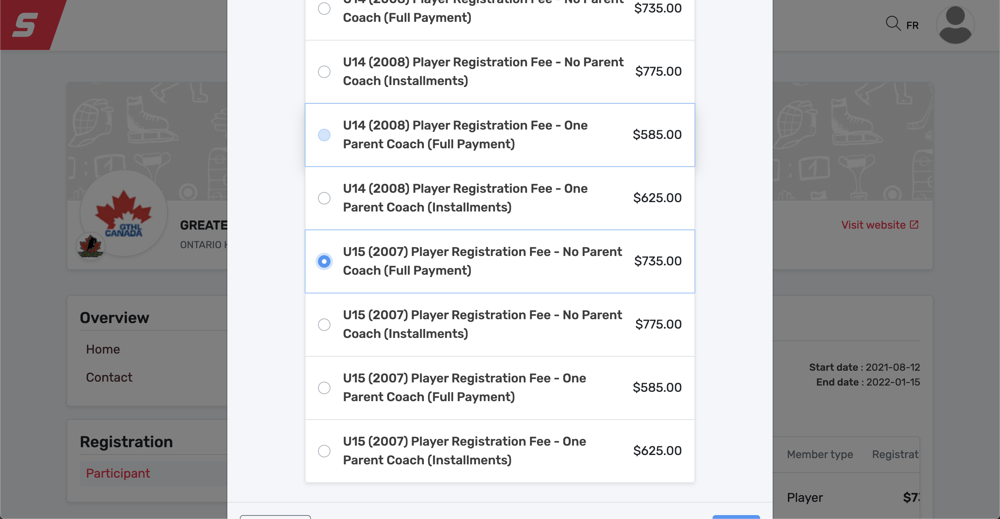 S
FR
U14 (2008) Player Registration Fee - No Parent
Coach (Full Payment)
$735.00
U14 (2008) Player Registration Fee - No Parent
Coach (Installments)
$775.00
U14 (2008) Player Registration Fee - One
Parent Coach (Full Payment)
$585.00
U14 (2008) Player Registration Fee - One
Parent Coach (Installments)
$625.00
U15 (2007) Player Registration Fee - No Parent
Coach (Full Payment)
$735.00
U15 (2007) Player Registration Fee - No Parent
Coach (Installments)
$775.00
U15 (2007) Player Registration Fee - One
Parent Coach (Full Payment)
$585.00
U15 (2007) Player Registration Fee - One
Parent Coach (Installments)
$625.00
GTHL
CANADA
OHF
GREATE
ONTARIO
Visit website
Overview
Home
Contact
Registration
Participant
Start date : 2021-08-12
End date : 2022-01-15
Member type
Registrat
Player
$7